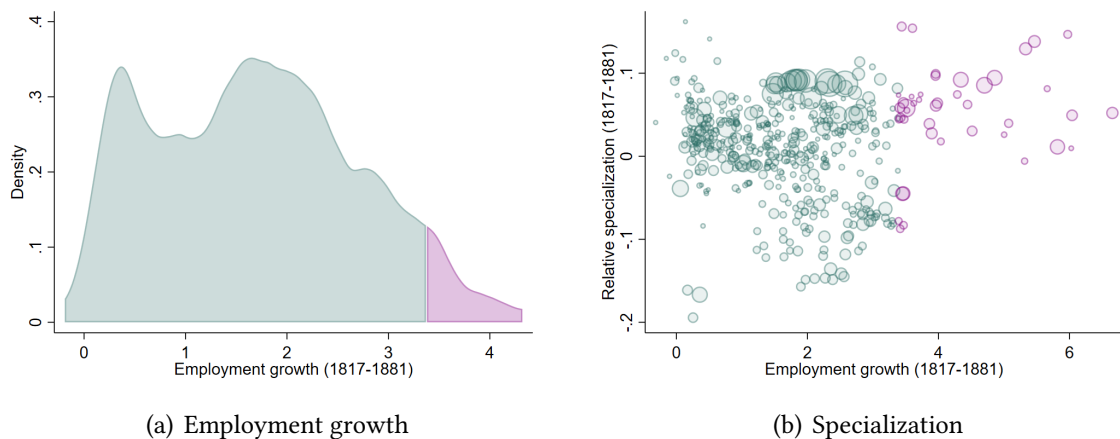 .4
.3
.2
.1
0
Density
0 1 2 3 4
Employment growth (1817-1881)
(a) Employment growth
.1
0
-.1
-.2
Relative specialization (1817-1881)
0 2 4 6
Employment growth (1817-1881)
(b) Specialization